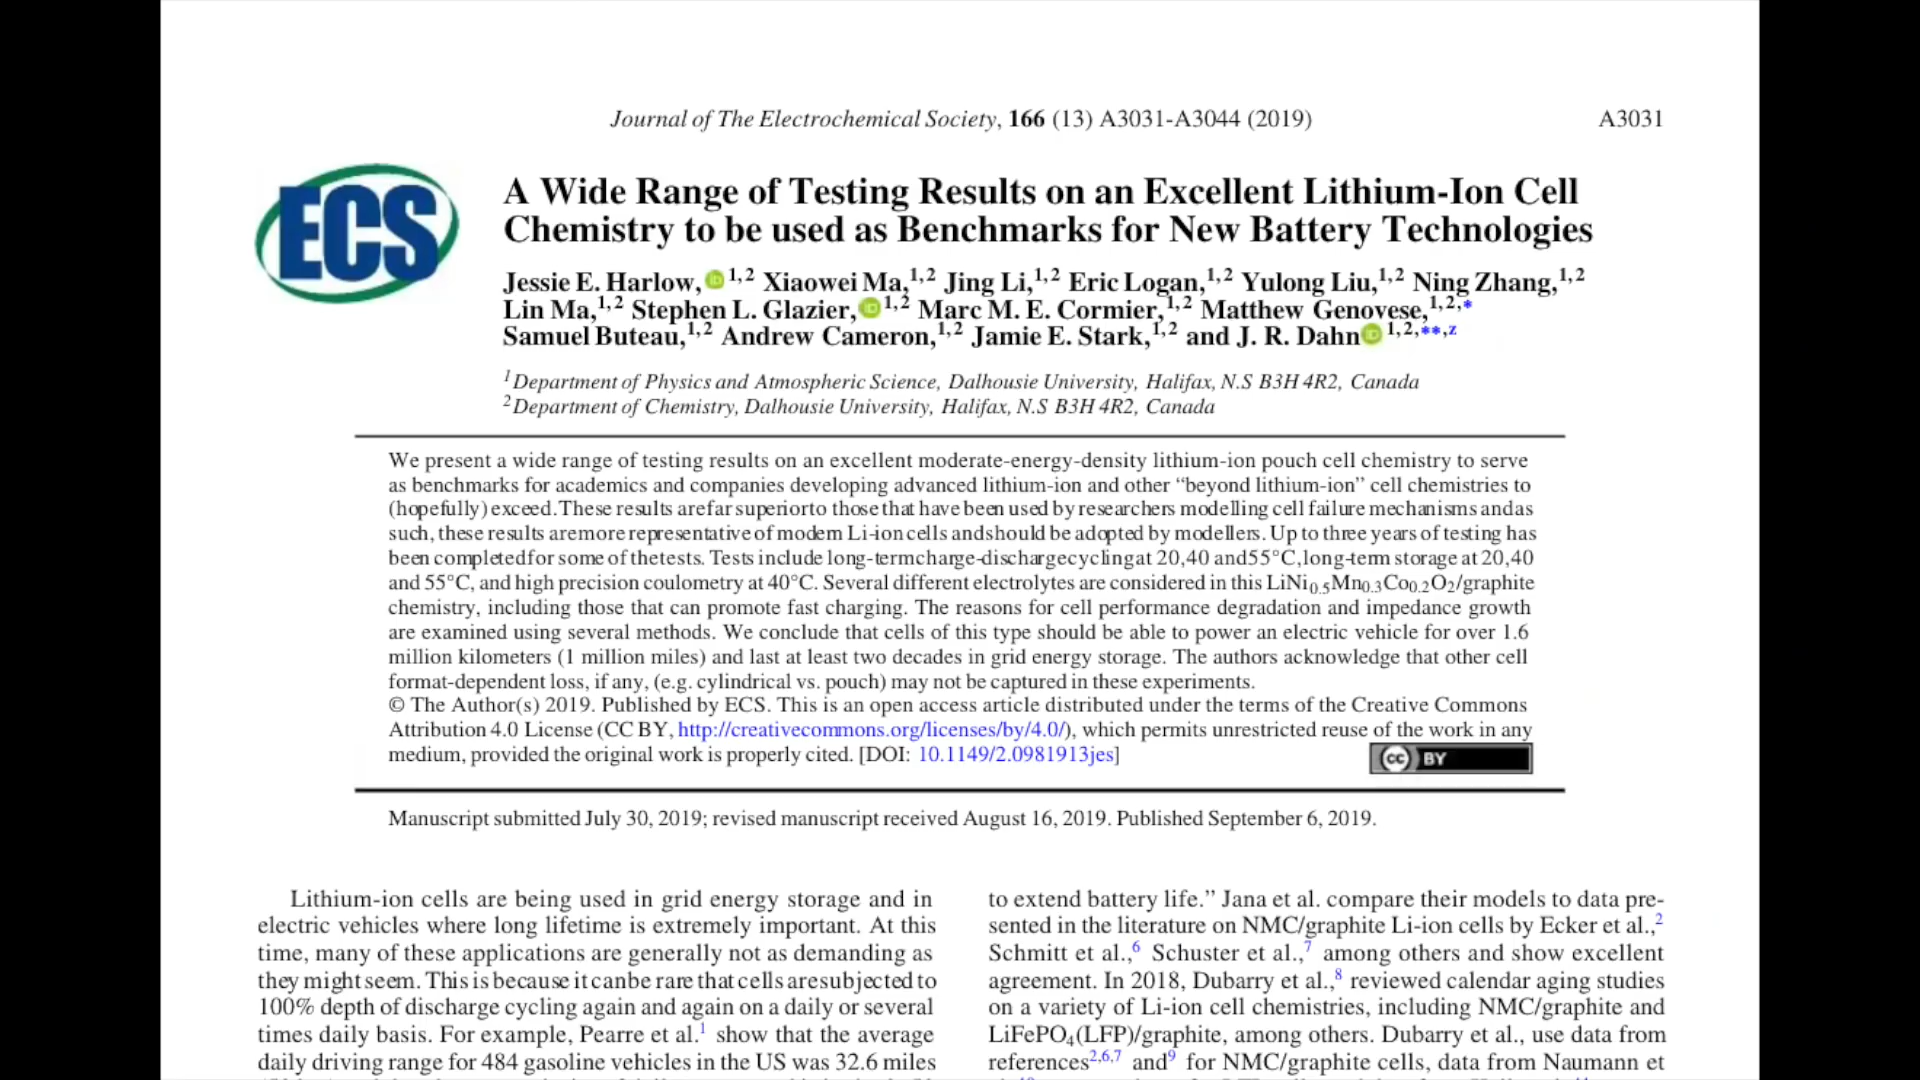 Journal of The Electrochemical Society, 166 (13) A3031-A3044 (2019)
A3031
ECS
A Wide Range of Testing Results on an Excellent Lithium-Ion Cell
Chemistry to be used as Benchmarks for New Battery Technologies
Jessie E. Harlow, iD 1,2 Xiaowei Ma,1,2 Jing Li,1,2 Eric Logan,1,2 Yulong Liu,1,2 Ning Zhang,1,2
Lin Ma,1,2 Stephen L. Glazier, iD 1,2 Marc M. E. Cormier,1,2 Matthew Genovese,1,2,*
Samuel Buteau,1,2 Andrew Cameron,1,2 Jamie E. Stark,1,2 and J. R. Dahn iD 1,2,**,z
1Department of Physics and Atmospheric Science, Dalhousie University, Halifax, N.S B3H 4R2, Canada
2Department of Chemistry, Dalhousie University, Halifax, N.S B3H 4R2, Canada
We present a wide range of testing results on an excellent moderate-energy-density lithium-ion pouch cell chemistry to serve
as benchmarks for academics and companies developing advanced lithium-ion and other “beyond lithium-ion” cell chemistries to
(hopefully) exceed. These results are far superior to those that have been used by researchers modelling cell failure mechanisms and as
such, these results are more representative of modern Li-ion cells and should be adopted by modellers. Up to three years of testing has
been completed for some of the tests. Tests include long-term charge-discharge cycling at 20, 40 and 55°C, long-term storage at 20, 40
and 55°C, and high precision coulometry at 40°C. Several different electrolytes are considered in this LiNi0.5Mn0.3Co0.2O2/graphite
chemistry, including those that can promote fast charging. The reasons for cell performance degradation and impedance growth
are examined using several methods. We conclude that cells of this type should be able to power an electric vehicle for over 1.6
million kilometers (1 million miles) and last at least two decades in grid energy storage. The authors acknowledge that other cell
format-dependent loss, if any, (e.g. cylindrical vs. pouch) may not be captured in these experiments.
© The Author(s) 2019. Published by ECS. This is an open access article distributed under the terms of the Creative Commons
Attribution 4.0 License (CC BY, http://creativecommons.org/licenses/by/4.0/), which permits unrestricted reuse of the work in any
medium, provided the original work is properly cited. [DOI: 10.1149/2.0981913jes]
cc BY
Manuscript submitted July 30, 2019; revised manuscript received August 16, 2019. Published September 6, 2019.
Lithium-ion cells are being used in grid energy storage and in
electric vehicles where long lifetime is extremely important. At this
time, many of these applications are generally not as demanding as
they might seem. This is because it can be rare that cells are subjected to
100% depth of discharge cycling again and again on a daily or several
times daily basis. For example, Pearre et al.1 show that the average
daily driving range for 484 gasoline vehicles in the US was 32.6 miles
to extend battery life.” Jana et al. compare their models to data pre-
sented in the literature on NMC/graphite Li-ion cells by Ecker et al.,2
Schmitt et al.,6 Schuster et al.,7 among others and show excellent
agreement. In 2018, Dubarry et al.,8 reviewed calendar aging studies
on a variety of Li-ion cell chemistries, including NMC/graphite and
LiFePO4(LFP)/graphite, among others. Dubarry et al., use data from
references2,6,7 and9 for NMC/graphite cells, data from Naumann et